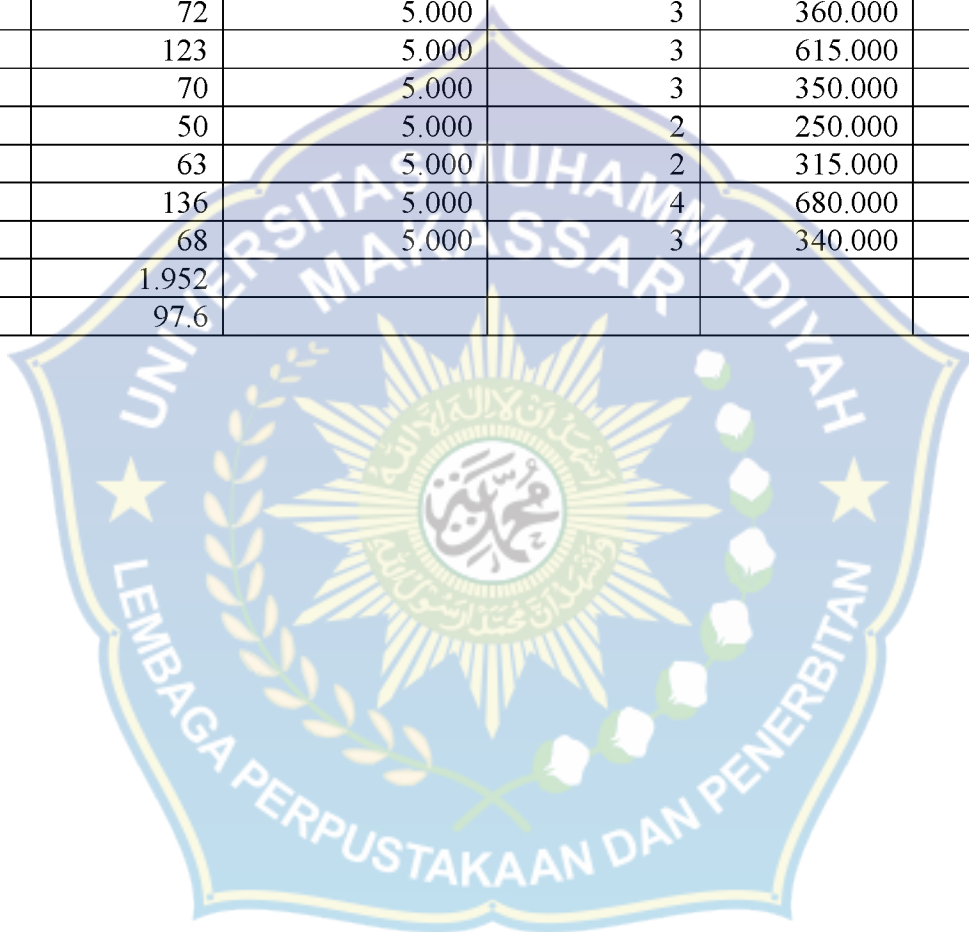 72 5.000 3 360.000
123 5.000 3 615.000
70 5.000 3 350.000
50 5.000 2 250.000
63 5.000 2 315.000
136 5.000 4 680.000
68 5.000 3 340.000
1.952
97.6
UNIVERSITAS MUHAMMADIYAH
MAKASSAR
LEMBAGA PERPUSTAKAAN DAN PENERBITAN